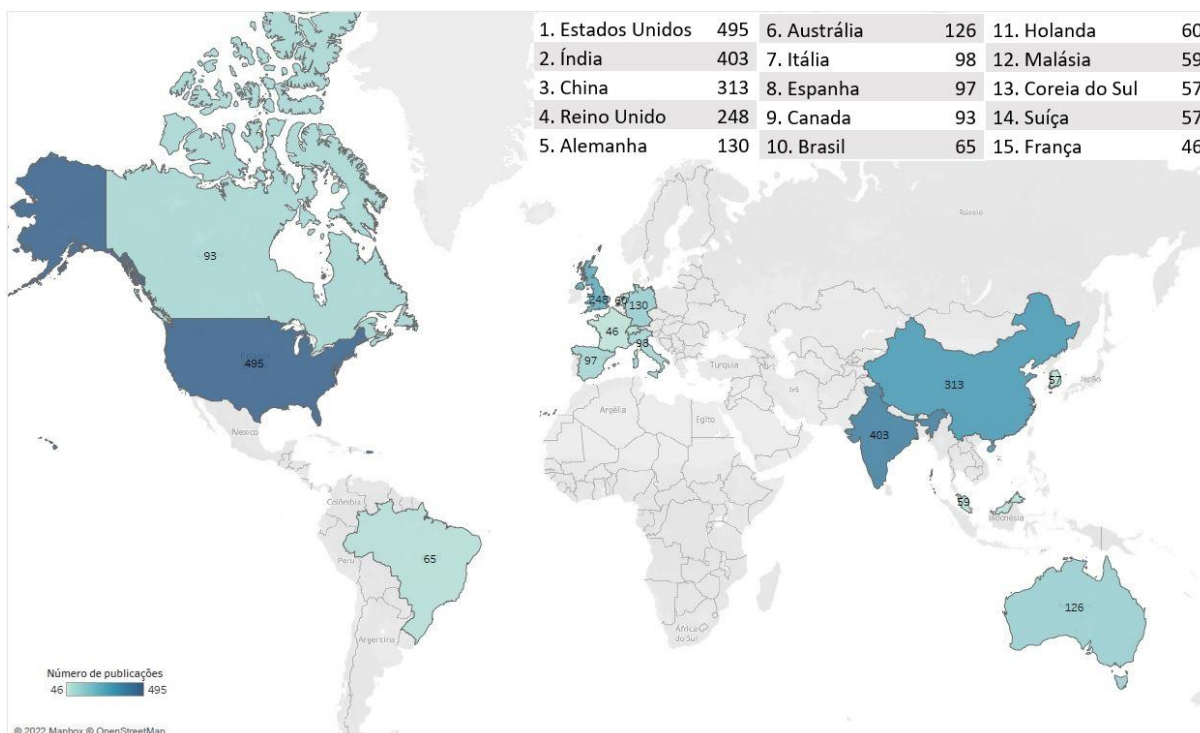 1. Estados Unidos 495
2. Índia 403
3. China 313
4. Reino Unido 248
5. Alemanha 130
6. Austrália 126
7. Itália 98
8. Espanha 97
9. Canada 93
10. Brasil 65
11. Holanda 60
12. Malásia 59
13. Coreia do Sul 57
14. Suíça 57
15. França 46
Rússia
93
248
60
130
46
98
97
Turquia
495
313
57
Japão
Irã
Argélia
Egito
México
403
59
Indonésia
Colômbia
65
Peru
126
África
do Sul
Argentina
Número de publicações
46 495
© 2022 Mapbox © OpenStreetMap